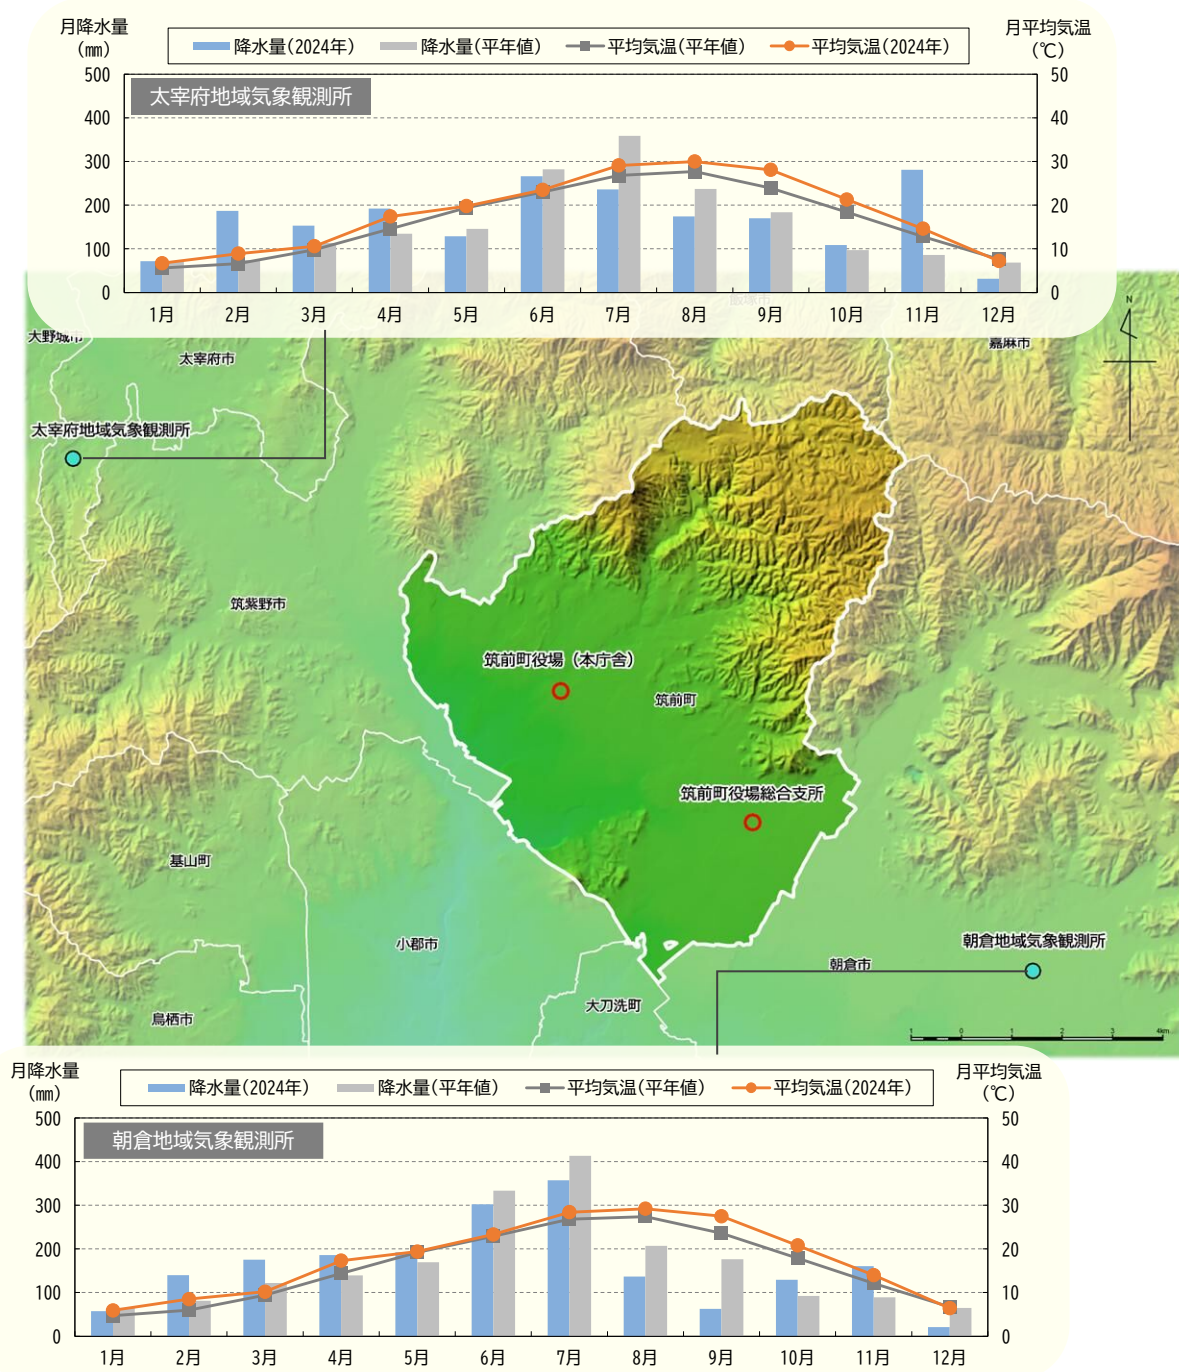 月降水量
(㎜)
降水量(2024年) 降水量(平年値) 平均気温(平年値) 平均気温(2024年)
月平均気温
(℃)
太宰府地域気象観測所
500 50
400 40
300 30
200 20
100 10
0 0
1月 2月 3月 4月 5月 6月 7月 8月 9月 10月 11月 12月
飯塚市
N
大野城市
嘉麻市
太宰府市
太宰府地域気象観測所
筑紫野市
筑前町役場（本庁舎）
筑前町
筑前町役場総合支所
基山町
小郡市
朝倉地域気象観測所
朝倉市
大刀洗町
鳥栖市
1 0 1 2 3 4km
月降水量
(㎜)
降水量(2024年) 降水量(平年値) 平均気温(平年値) 平均気温(2024年)
月平均気温
(℃)
朝倉地域気象観測所
500 50
400 40
300 30
200 20
100 10
0 0
1月 2月 3月 4月 5月 6月 7月 8月 9月 10月 11月 12月